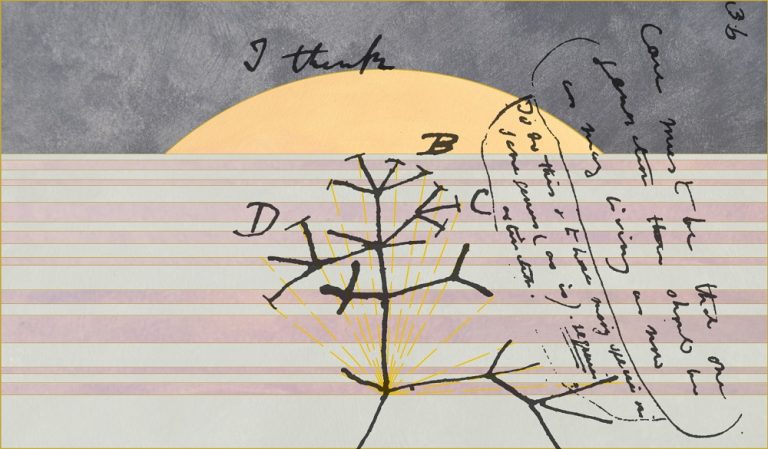 36
I think
Case must be that one
generation then should be
as many living as now
To do this & to have many species in
same genus (as is). requires
extinction.
B
C
D